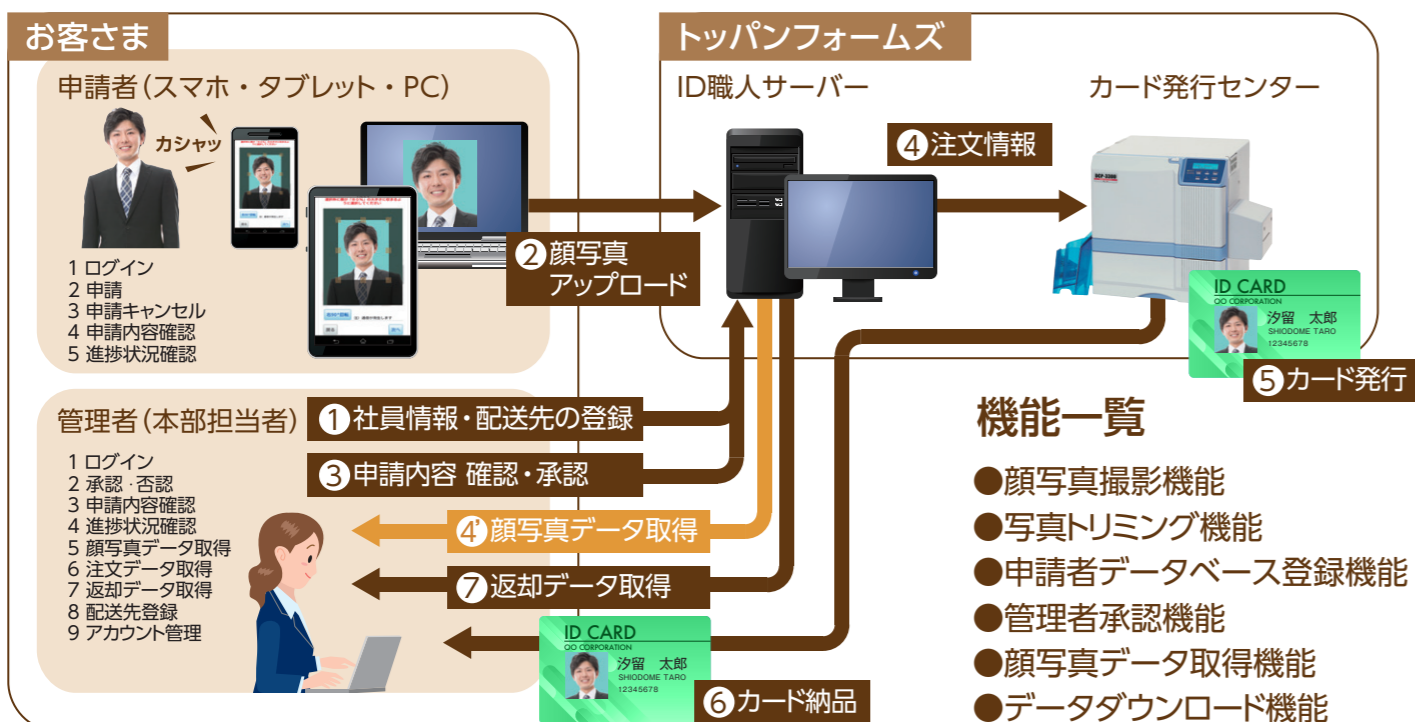 お客さま
申請者(スマホ・タブレット・PC)
カシャッ
1 ログイン
2 申請
3 申請キャンセル
4 申請内容確認
5 進捗状況確認
②顔写真
アップロード
トッパンフォームズ
ID職人サーバー
カード発行センター
④注文情報
ID CARD
OO CORPORATION
汐留 太郎
SHIODOME TARO
12345678
⑤カード発行
管理者(本部担当者)
1 ログイン
2 承認・否認
3 申請内容確認
4 進捗状況確認
5 顔写真データ取得
6 注文データ取得
7 返却データ取得
8 配送先登録
9 アカウント管理
①社員情報・配送先の登録
③申請内容 確認・承認
④'顔写真データ取得
⑦返却データ取得
ID CARD
OO CORPORATION
汐留 太郎
SHIODOME TARO
12345678
⑥カード納品
機能一覧
●顔写真撮影機能
●写真トリミング機能
●申請者データベース登録機能
●管理者承認機能
●顔写真データ取得機能
●データダウンロード機能